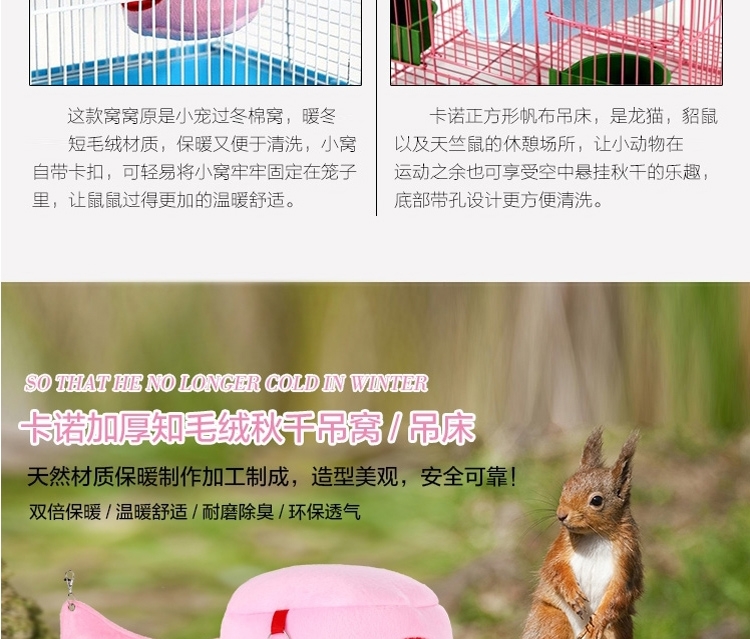 这款窝窝原是小宠过冬棉窝，暖冬
短毛绒材质，保暖又便于清洗，小窝
自带卡扣，可轻易将小窝牢牢固定在笼子
里，让鼠鼠过得更加的温暖舒适。
卡诺正方形帆布吊床，是龙猫，貂鼠
以及天竺鼠的休憩场所，让小动物在
运动之余也可享受空中悬挂秋千的乐趣，
底部带孔设计更方便清洗。
SO THAT HE NO LONGER COLD IN WINTER
卡诺加厚知毛绒秋千吊窝 / 吊床
天然材质保暖制作加工制成，造型美观，安全可靠！
双倍保暖 / 温暖舒适 / 耐磨除臭 / 环保透气